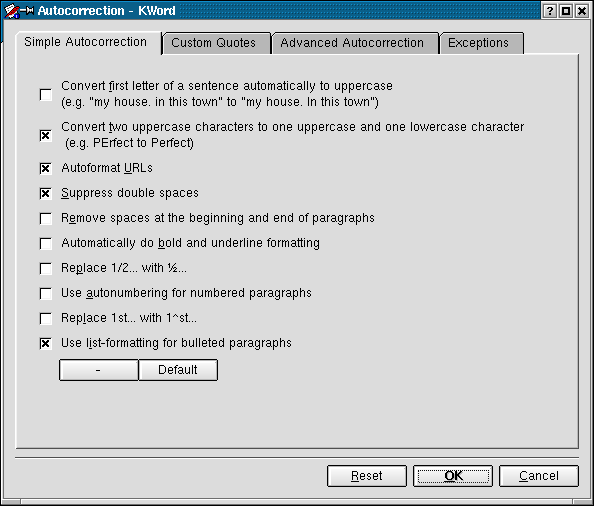 Autocorrection - KWord
Simple Autocorrection
Custom Quotes
Advanced Autocorrection
Exceptions
Convert first letter of a sentence automatically to uppercase
(e.g. "my house. in this town" to "my house. In this town")
Convert two uppercase characters to one uppercase and one lowercase character
(e.g. PErfect to Perfect)
Autoformat URLs
Suppress double spaces
Remove spaces at the beginning and end of paragraphs
Automatically do bold and underline formatting
Replace 1/2... with ½...
Use autonumbering for numbered paragraphs
Replace 1st... with 1^st...
Use list-formatting for bulleted paragraphs
-
Default
Reset
OK
Cancel